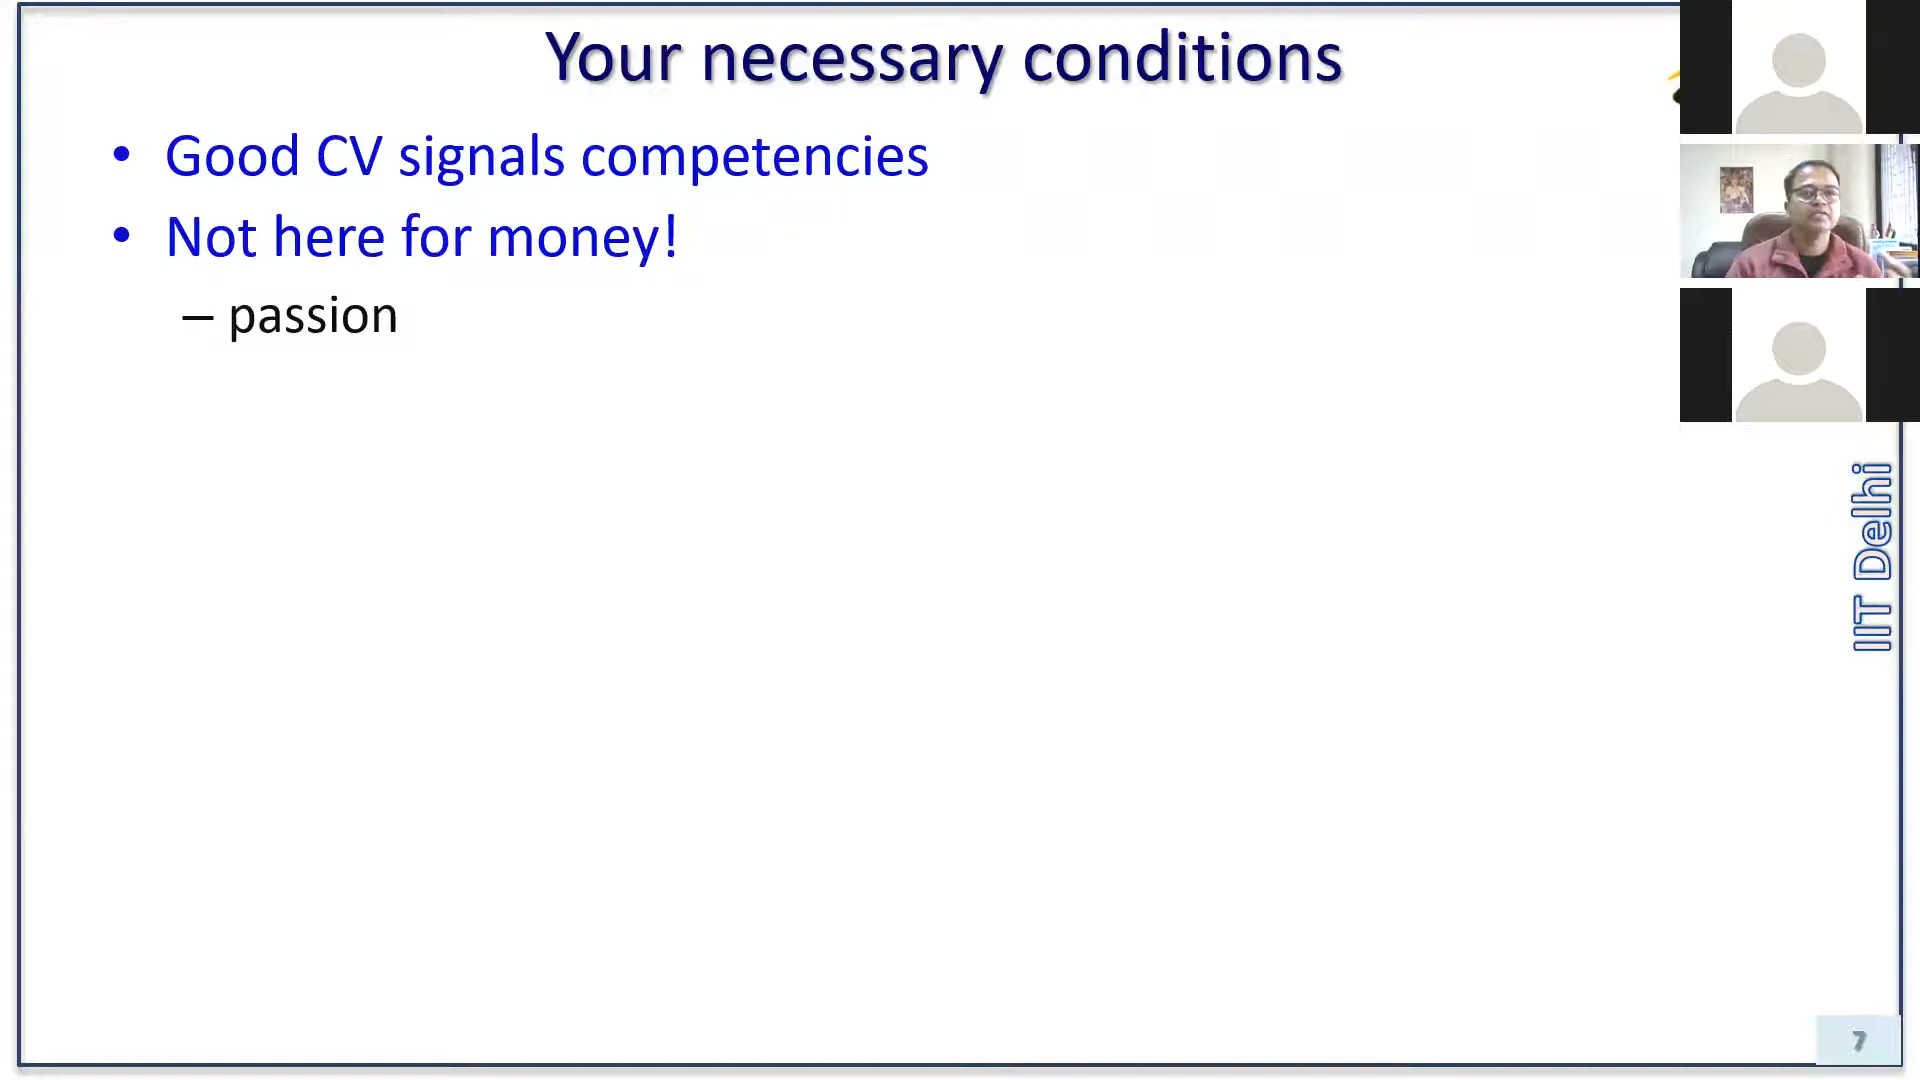 Your necessary conditions
• Good CV signals competencies
• Not here for money!
– passion
IIT Delhi
7